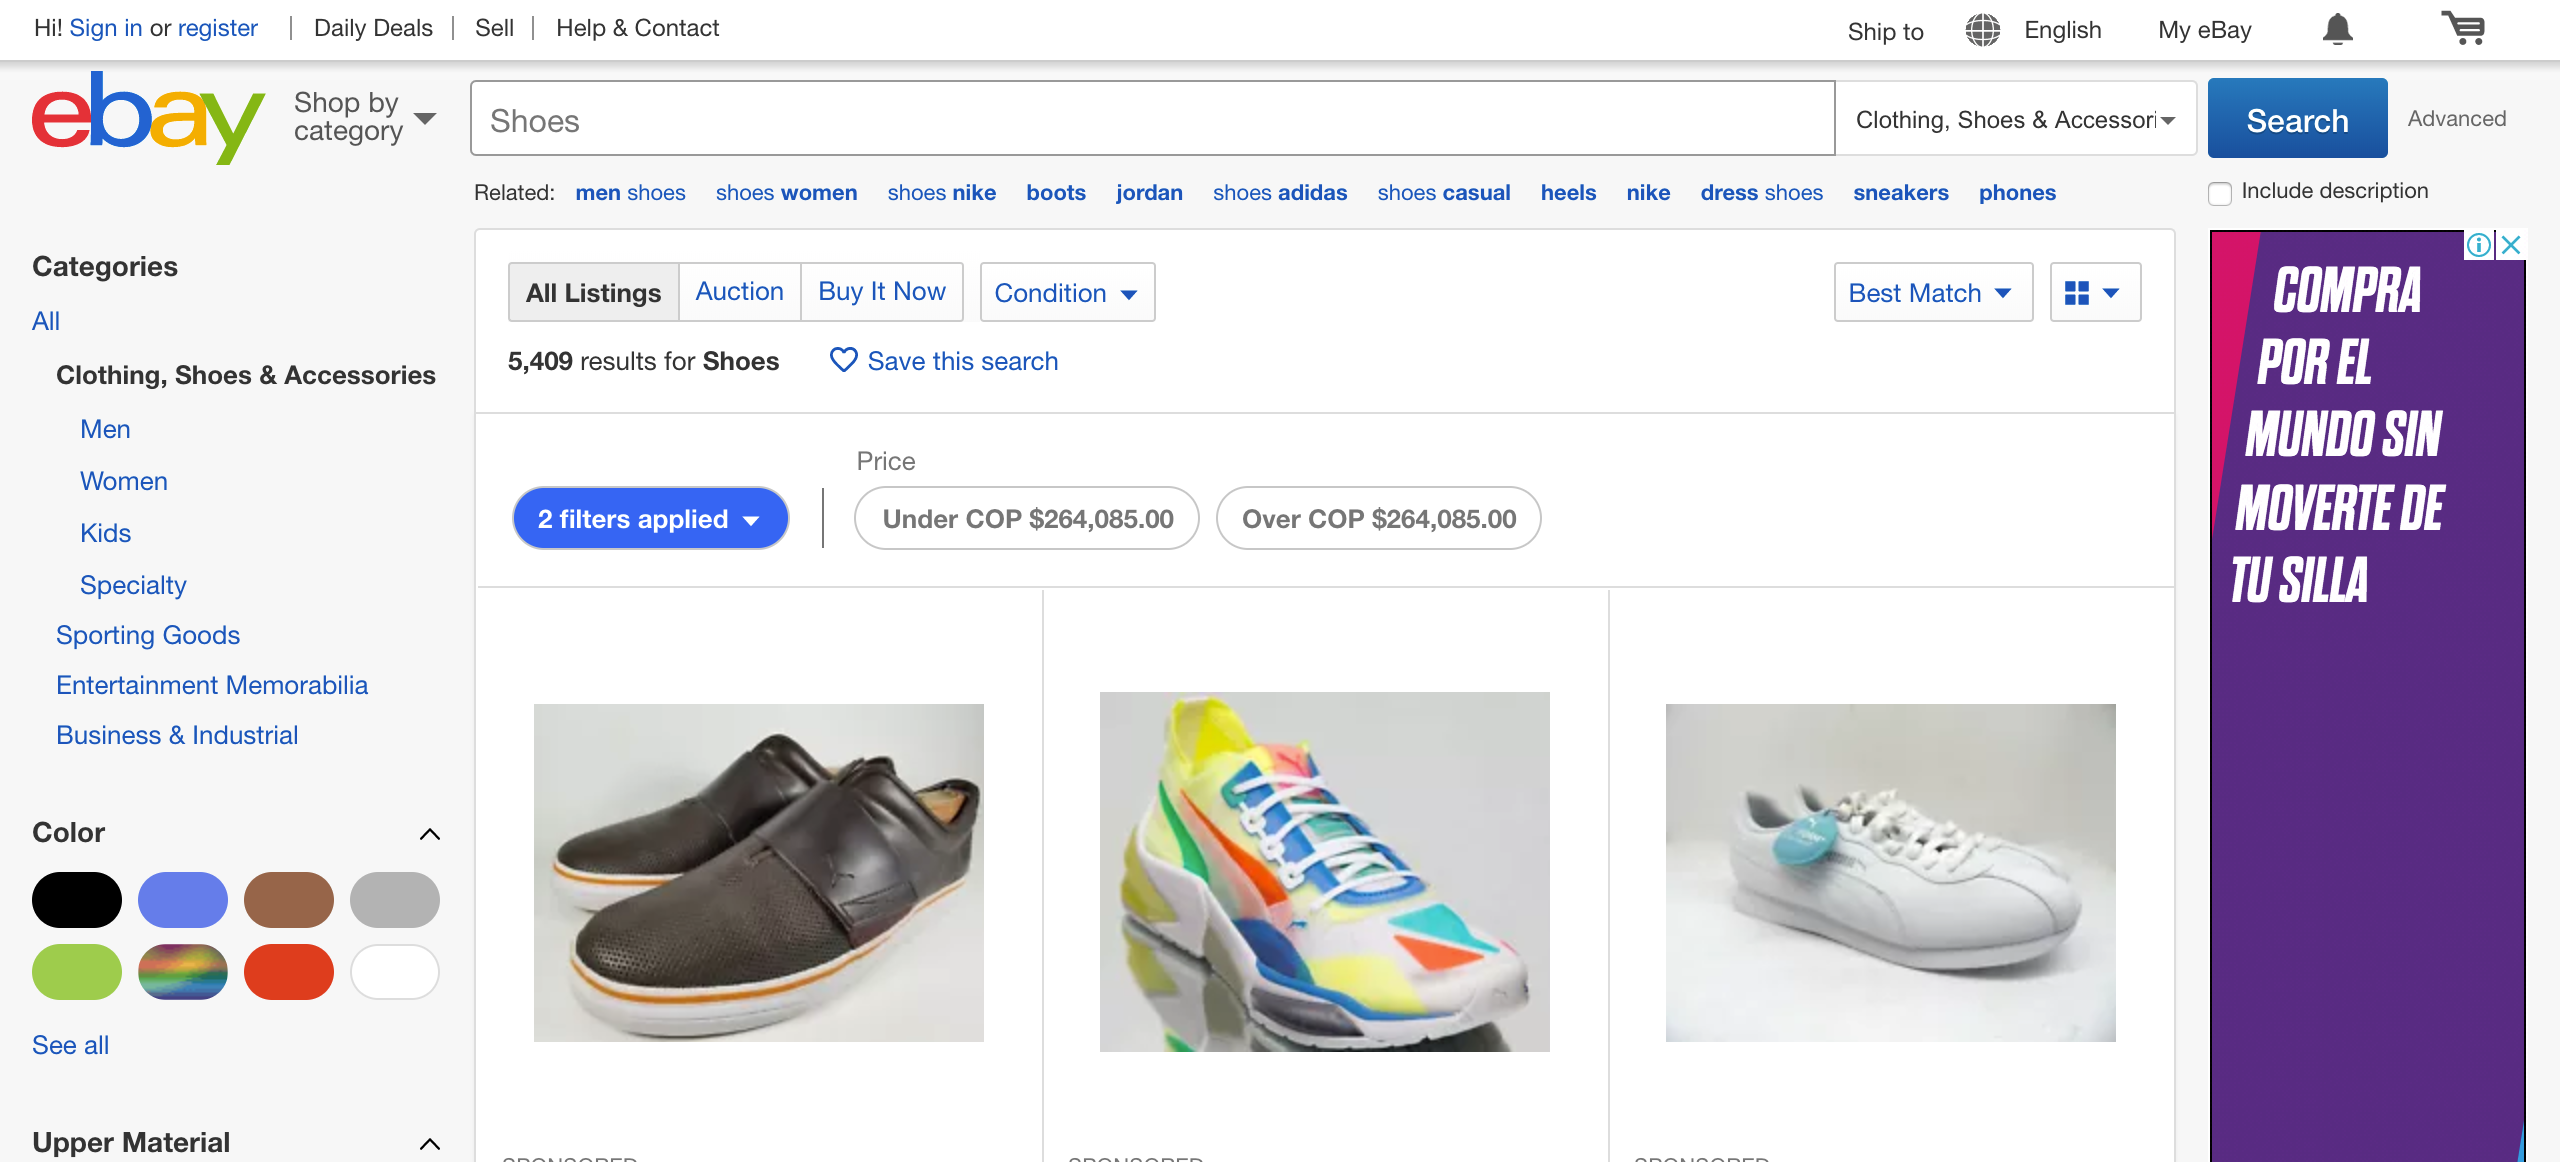 Hi! Sign in or register
Daily Deals
Sell
Help & Contact
Ship to
English
My eBay
ebay
Shop by
category
Shoes
Clothing, Shoes & Accessori
Search
Advanced
Related: men shoes shoes women shoes nike boots jordan shoes adidas shoes casual heels nike dress shoes sneakers phones
Include description
Categories
All
Clothing, Shoes & Accessories
Men
Women
Kids
Specialty
Sporting Goods
Entertainment Memorabilia
Business & Industrial
Color
See all
Upper Material
All Listings
Auction
Buy It Now
Condition
Best Match
5,409 results for Shoes
Save this search
Price
2 filters applied
Under COP $264,085.00
Over COP $264,085.00
SPONSORED
SPONSORED
SPONSORED
COMPRA
POR EL
MUNDO SIN
MOVERTE DE
TU SILLA